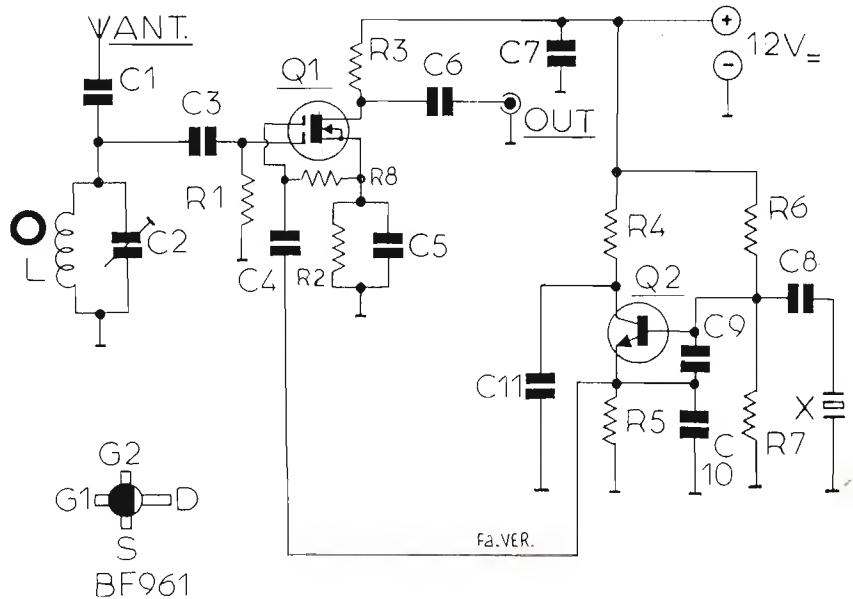 ANT.
C1
C3
Q1
R3
C6
C7
+
12V=
-
OUT
R1
R8
C2
L
C4
R2
C5
R4
R6
Q2
C8
C9
C11
R5
C
10
R7
X
Fa.VER.
G2
G1
D
S
BF961